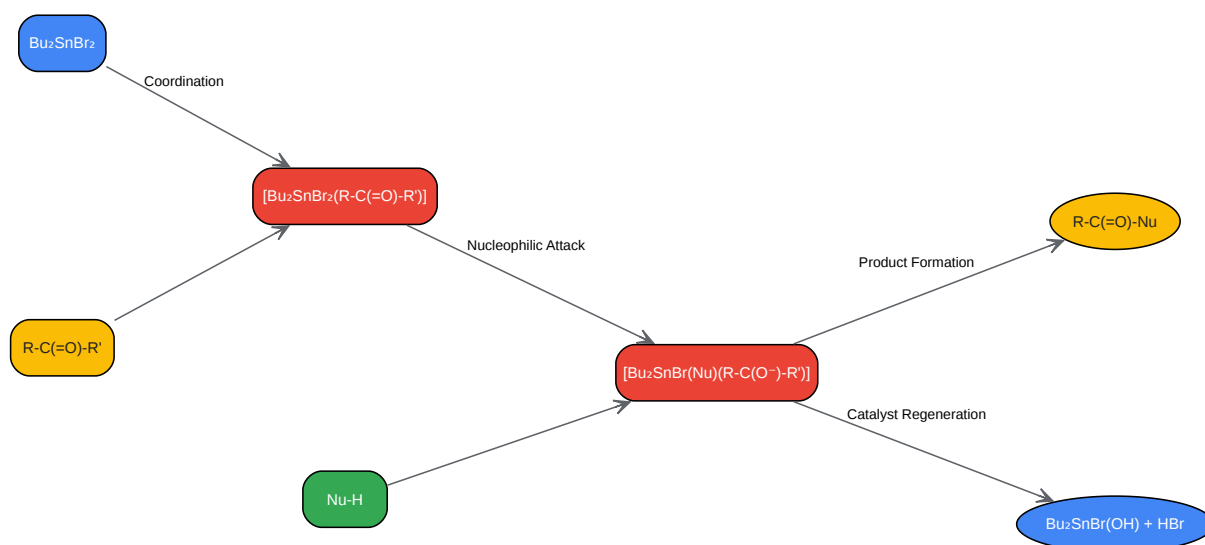 Bu₂SnBr₂
Coordination
[Bu₂SnBr₂(R-C(=O)-R')]
R-C(=O)-Nu
Nucleophilic Attack
Product Formation
R-C(=O)-R'
[Bu₂SnBr(Nu)(R-C(O⁻)-R')]
Catalyst Regeneration
Nu-H
Bu₂SnBr(OH) + HBr